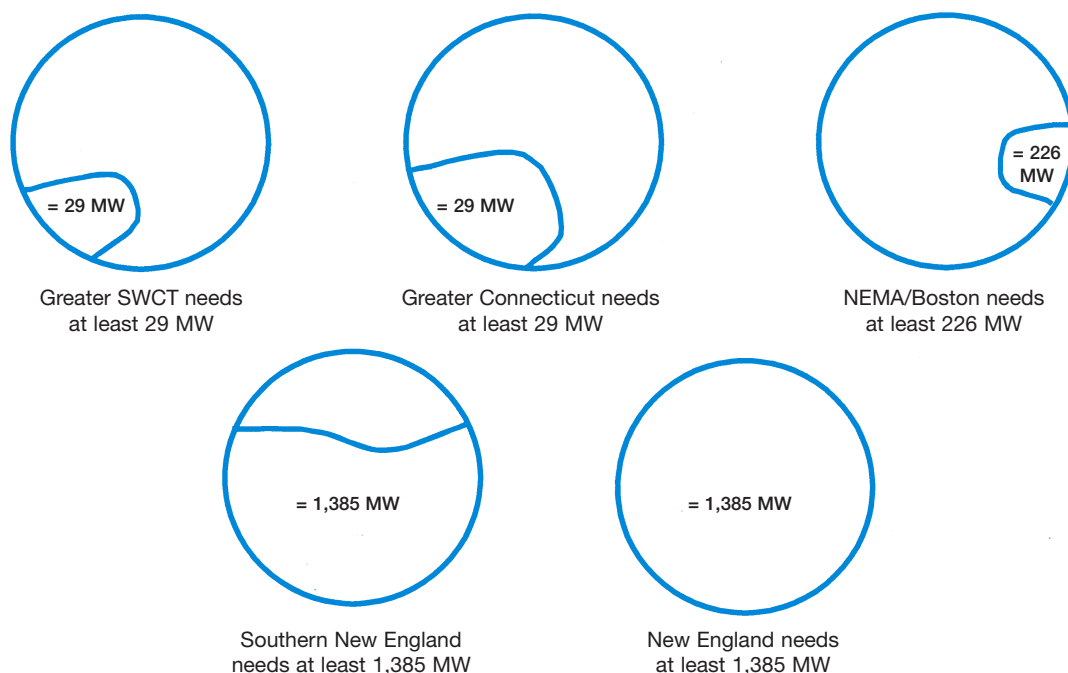 = 29 MW
Greater SWCT needs
at least 29 MW
= 29 MW
Greater Connecticut needs
at least 29 MW
= 226
MW
NEMA/Boston needs
at least 226 MW
= 1,385 MW
Southern New England
needs at least 1,385 MW
= 1,385 MW
New England needs
at least 1,385 MW